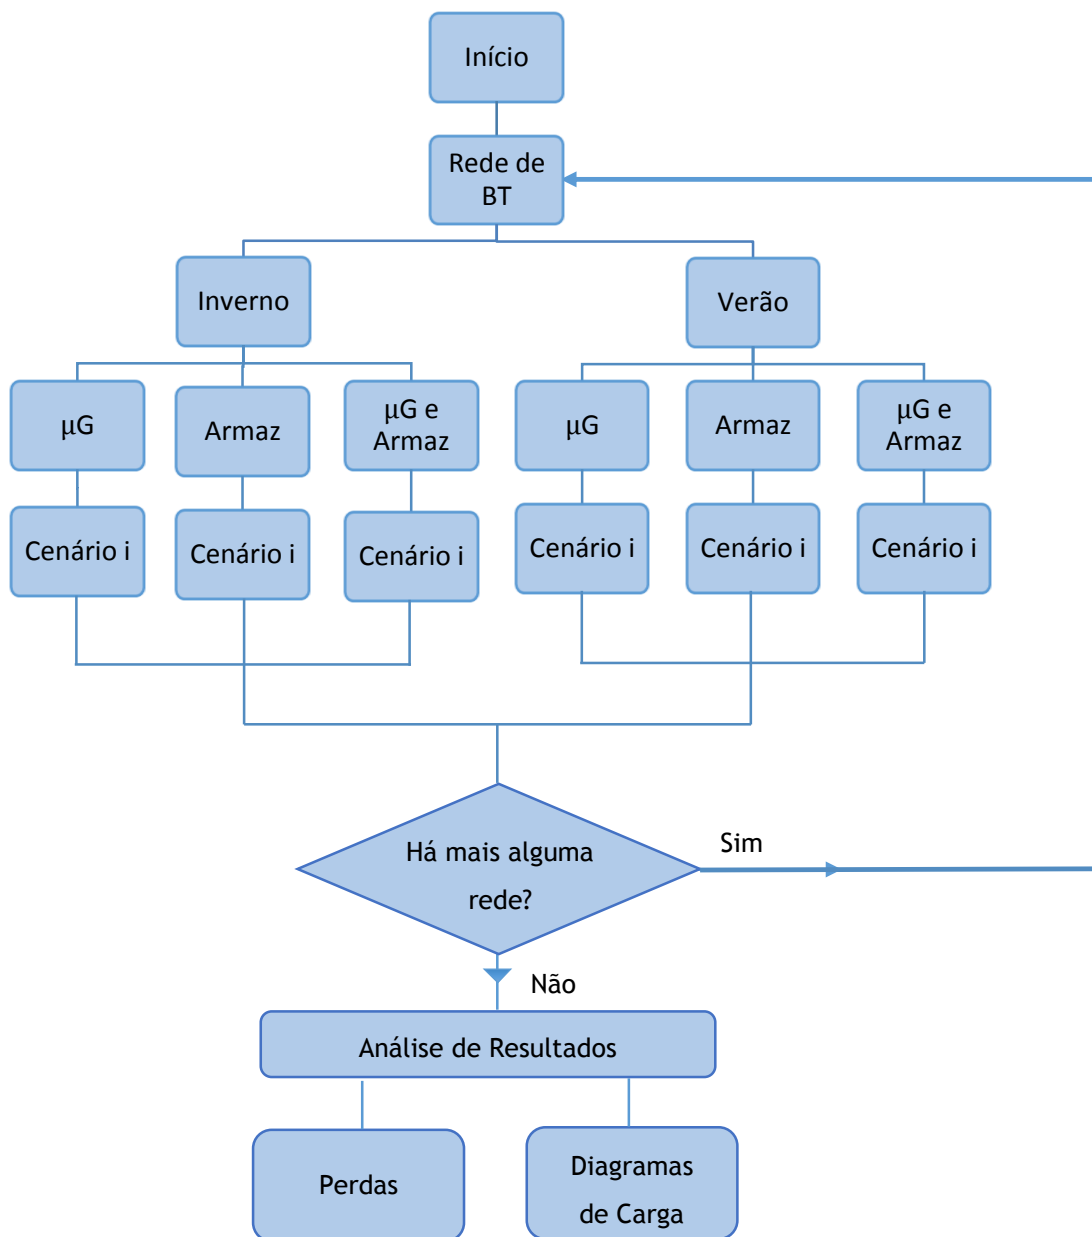 Início
Rede de
BT
Inverno
Verão
μG
Armaz
μG e
Armaz
μG
Armaz
μG e
Armaz
Cenário i
Cenário i
Cenário i
Cenário i
Cenário i
Cenário i
Há mais alguma
rede?
Sim
Não
Análise de Resultados
Perdas
Diagramas
de Carga